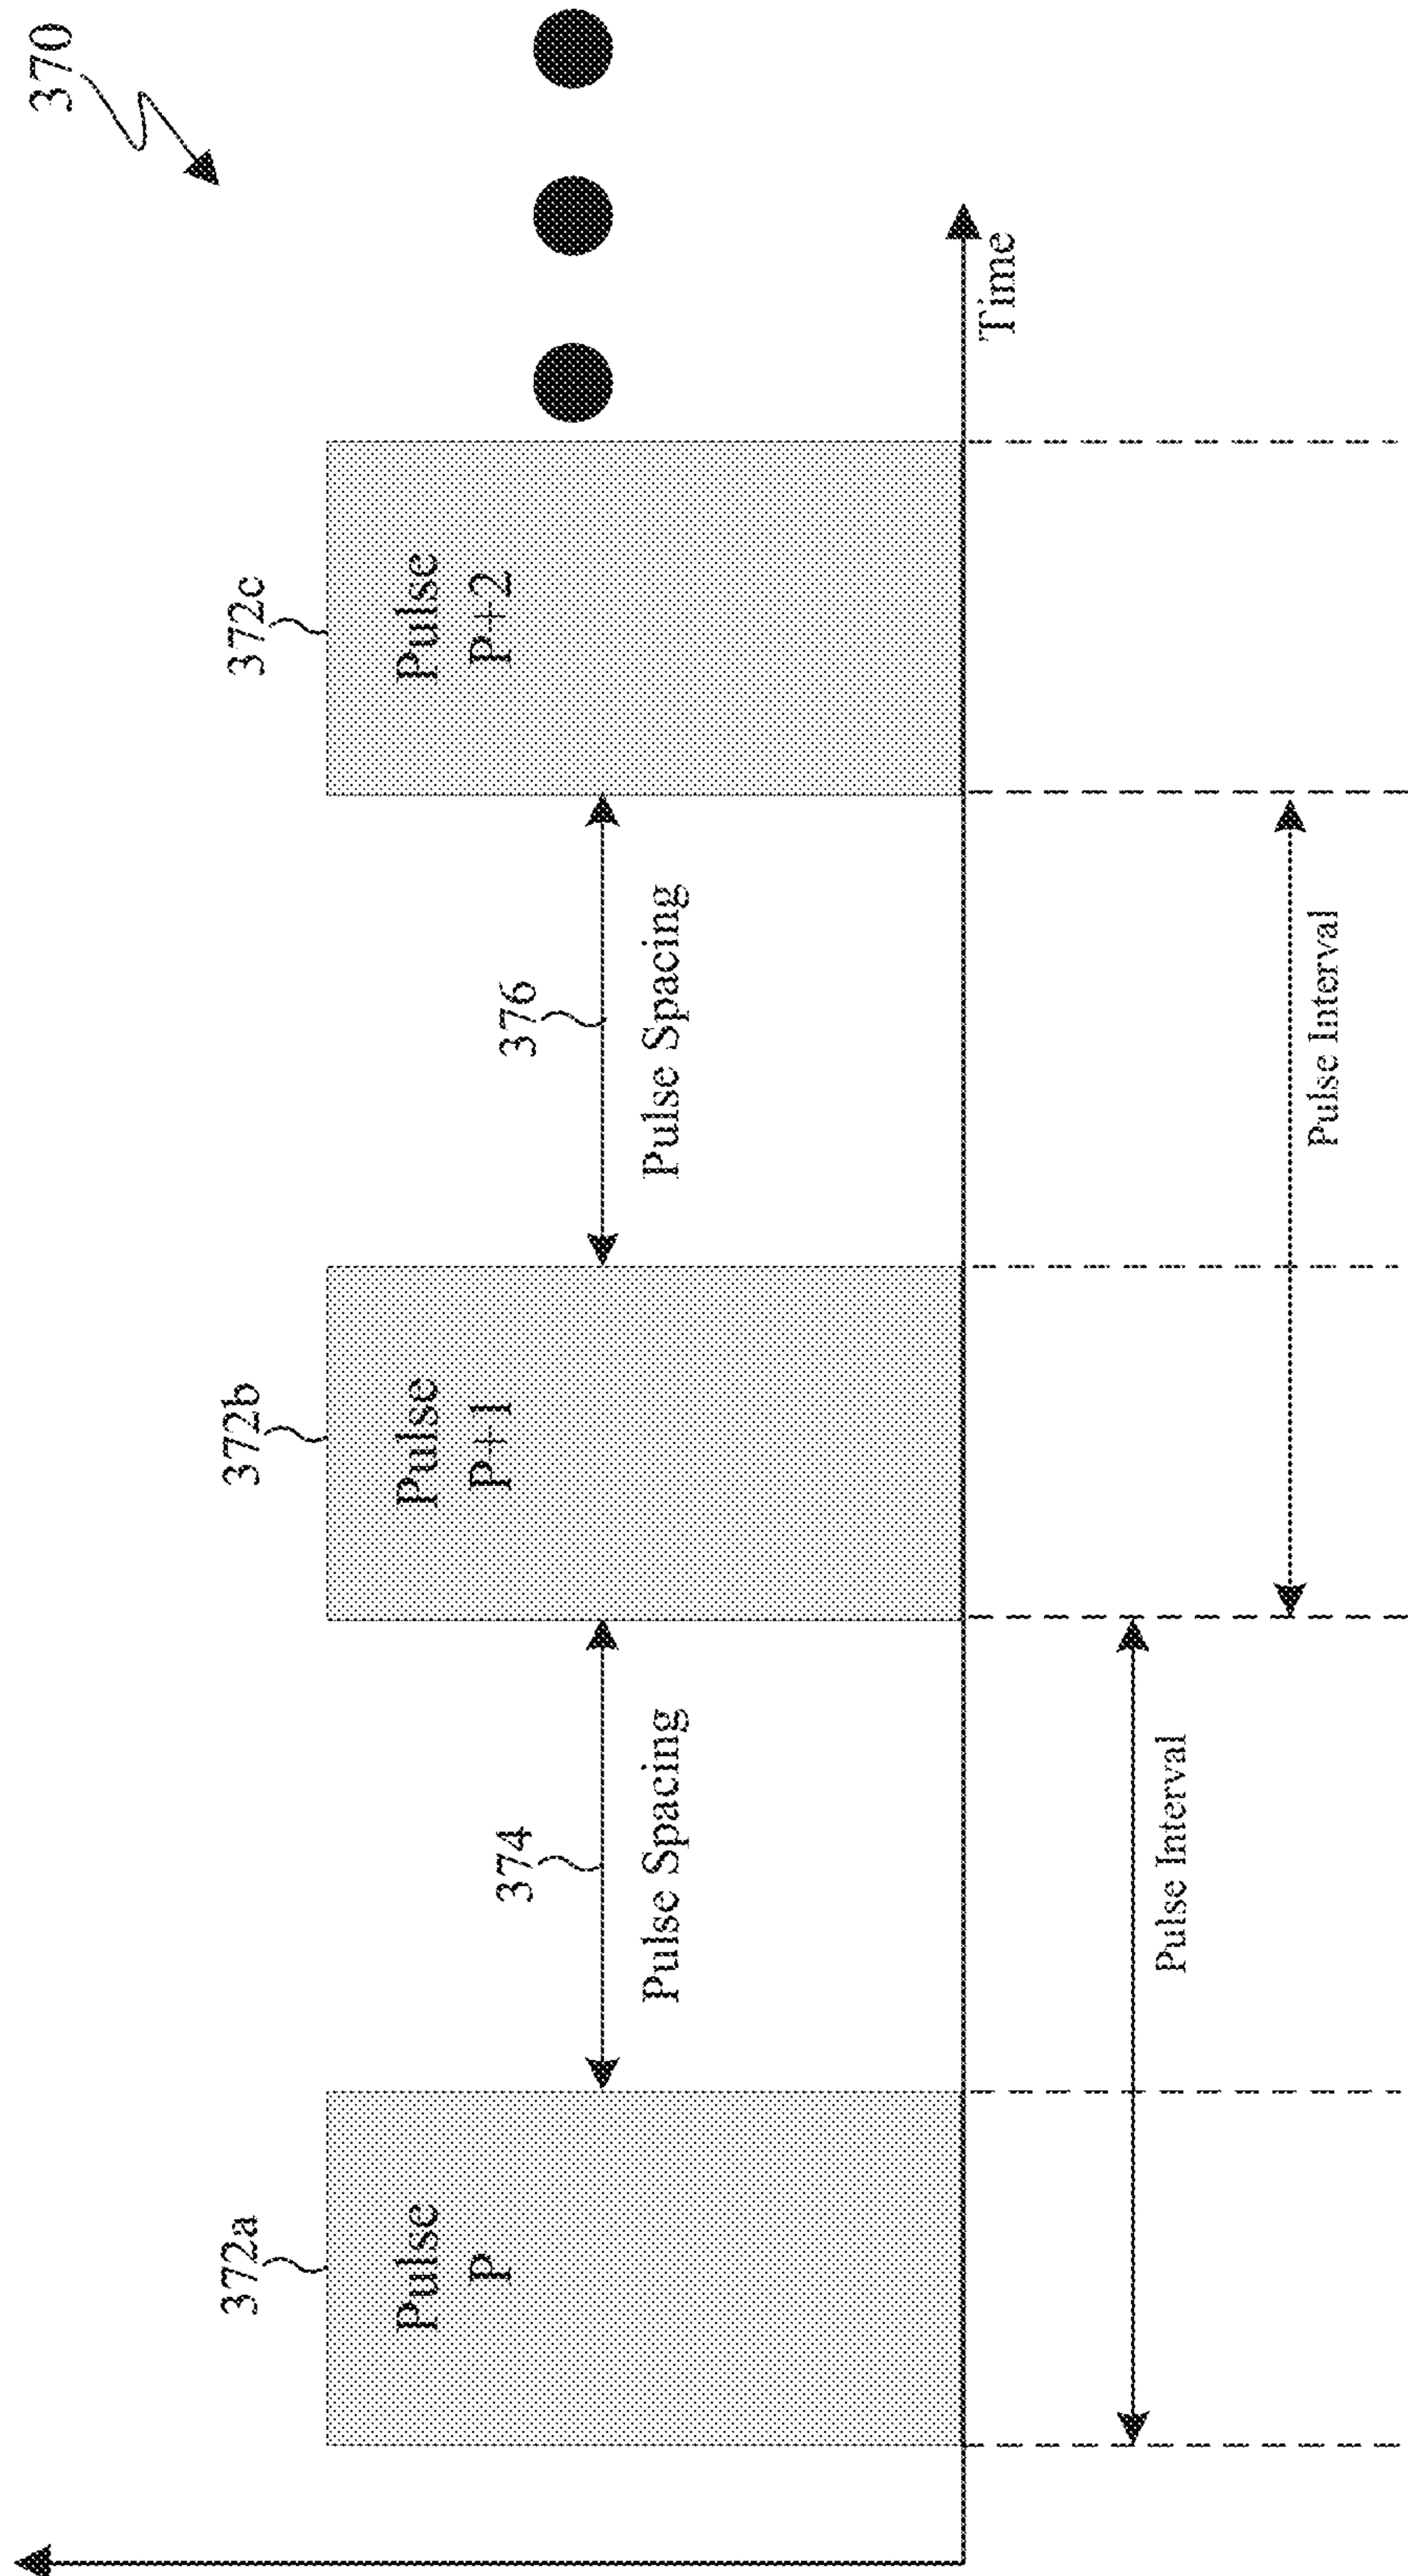 370
372a
372b
372c
Pulse
P
Pulse
P+1
Pulse
P+2
374
Pulse Spacing
376
Pulse Spacing
Time
Pulse Interval
Pulse Interval